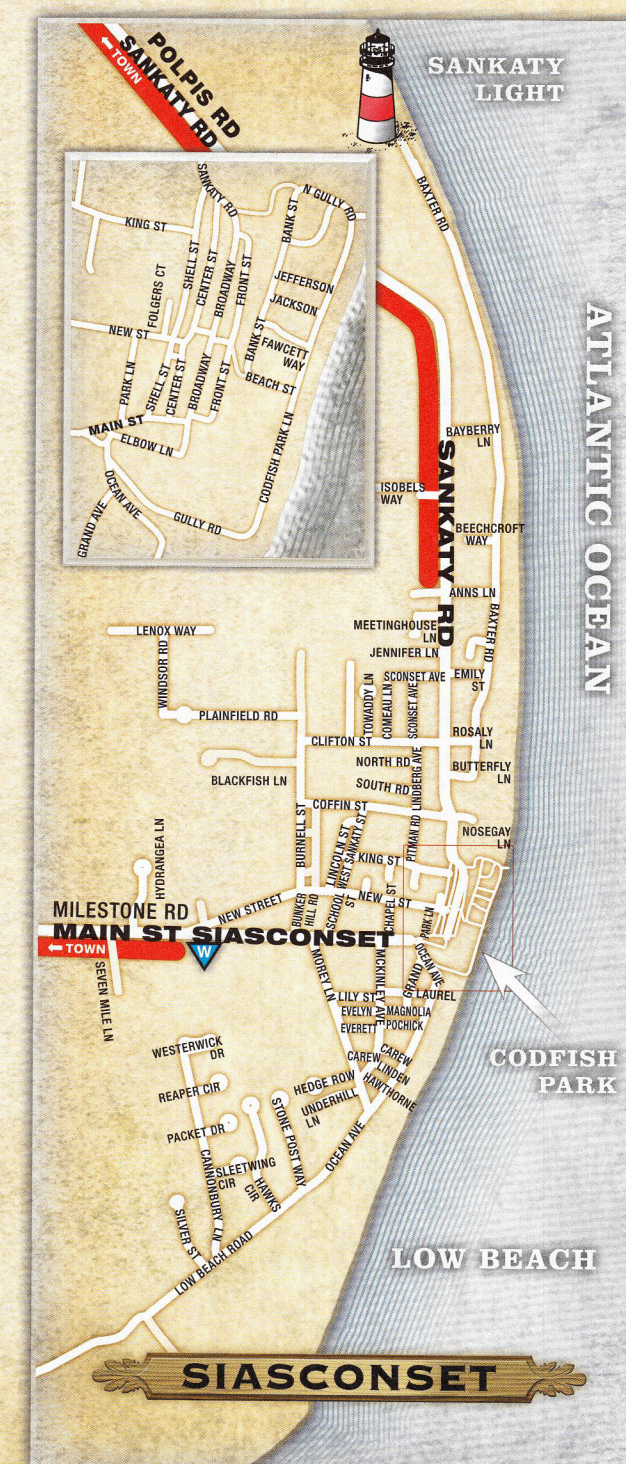 POLPIS RD
SANKATY RD
←TOWN
SANKATY
LIGHT
BAXTER RD
SANKATY RD
N GULLY RD
BANK ST
KING ST
SHELL ST
CENTER ST
BROADWAY
FRONT ST
FOLGERS CT
JEFFERSON
JACKSON
NEW ST
BANK ST
FAWCETT
WAY
BEACH ST
PARK LN
SHELL ST
CENTER ST
BROADWAY
FRONT ST
MAIN ST
ELBOW LN
CODFISH PARK LN
OCEAN AVE
GRAND AVE
GULLY RD
ATLANTIC OCEAN
BAYBERRY
LN
SANKATY RD
ISOBELS
WAY
BEECHCROFT
WAY
ANNS LN
BAXTER RD
MEETINGHOUSE
LN
JENNIFER LN
LENOX WAY
WINDSOR RD
SCONSET AVE
EMILY
ST
TOWADDY LN
COMEAU LN
SCONSET AVE
PLAINFIELD RD
CLIFTON ST
ROSALY
LN
NORTH RD
BUTTERFLY
LN
BLACKFISH LN
SOUTH RD
LINDBERG AVE
COFFIN ST
PITMAN RD
NOSEGAY
LN
BURNELL ST
LINCOLN ST
WEST SANKATY ST
KING ST
HYDRANGEA LN
NEW STREET
BUNKER
HILL RD
SCHOOL
ST
NEW ST
CHAPEL ST
PARK LN
MILESTONE RD
MAIN ST SIASCONSET
←TOWN
W
SEVEN MILE LN
MOREY LN
MCKINLEY AVE
OCEAN AVE
GRAND
LILY ST
LAUREL
EVELYN
MAGNOLIA
EVERETT
POCHICK
CODFISH
PARK
WESTERWICK
DR
CAREW
CAREW
LINDEN
HAWTHORNE
REAPER CIR
HEDGE ROW
UNDERHILL
LN
STONE POST WAY
PACKET DR
OCEAN AVE
CANNONBURY LN
SLEETWING
CIR
HAWKS
CIR
SILVER ST
LOW BEACH ROAD
LOW BEACH
SIASCONSET